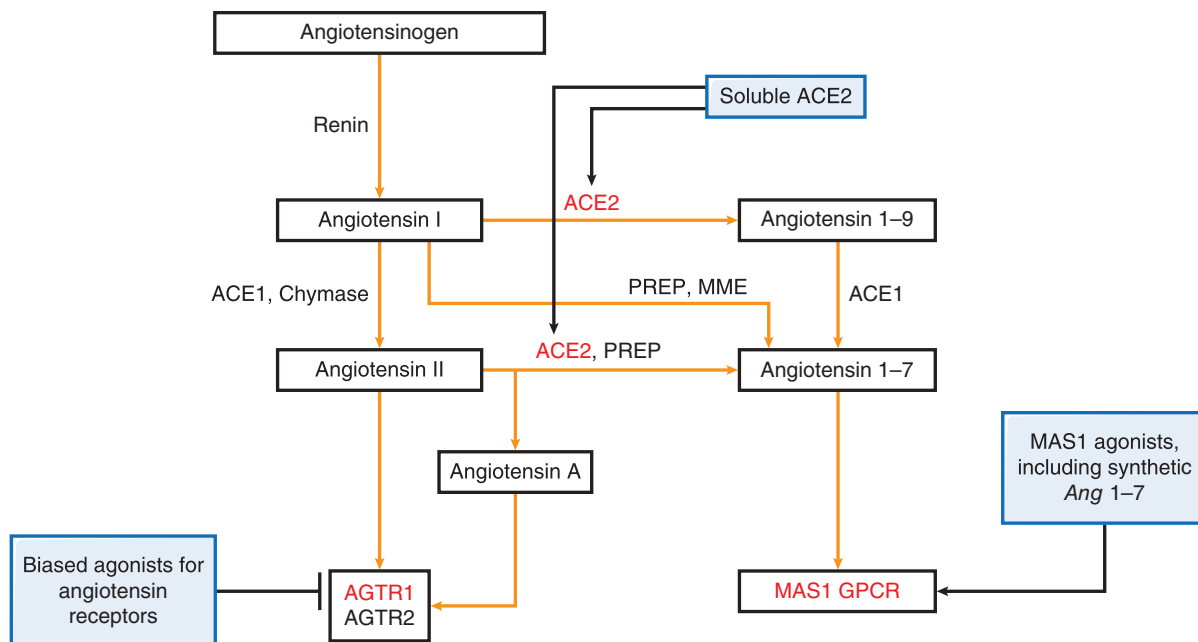 Angiotensinogen
Soluble ACE2
Renin
ACE2
Angiotensin I
Angiotensin 1–9
ACE1, Chymase
PREP, MME
ACE1
ACE2, PREP
Angiotensin II
Angiotensin 1–7
Angiotensin A
MAS1 agonists,
including synthetic
Ang 1–7
Biased agonists for
angiotensin
receptors
AGTR1
AGTR2
MAS1 GPCR